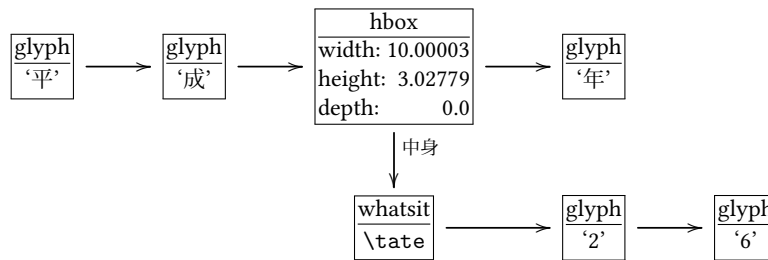 hbox
glyph glyph width: 10.00003 glyph
‘平’ ‘成’ height: 3.02779 ‘年’
depth: 0.0
中身
whatsit glyph glyph
\tate ‘2’ ‘6’